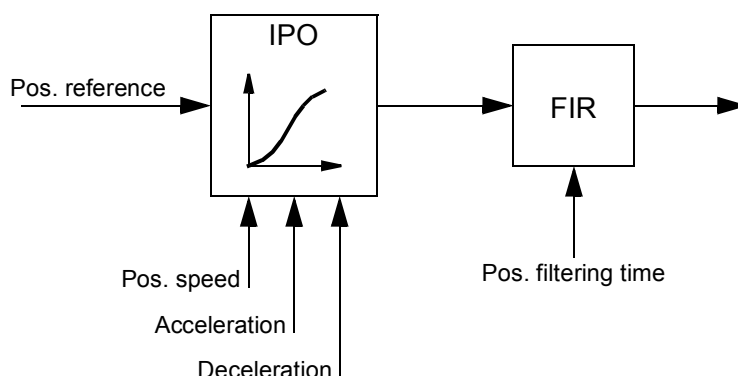 IPO
Pos. reference
FIR
Pos. speed
Pos. filtering time
Acceleration
Deceleration